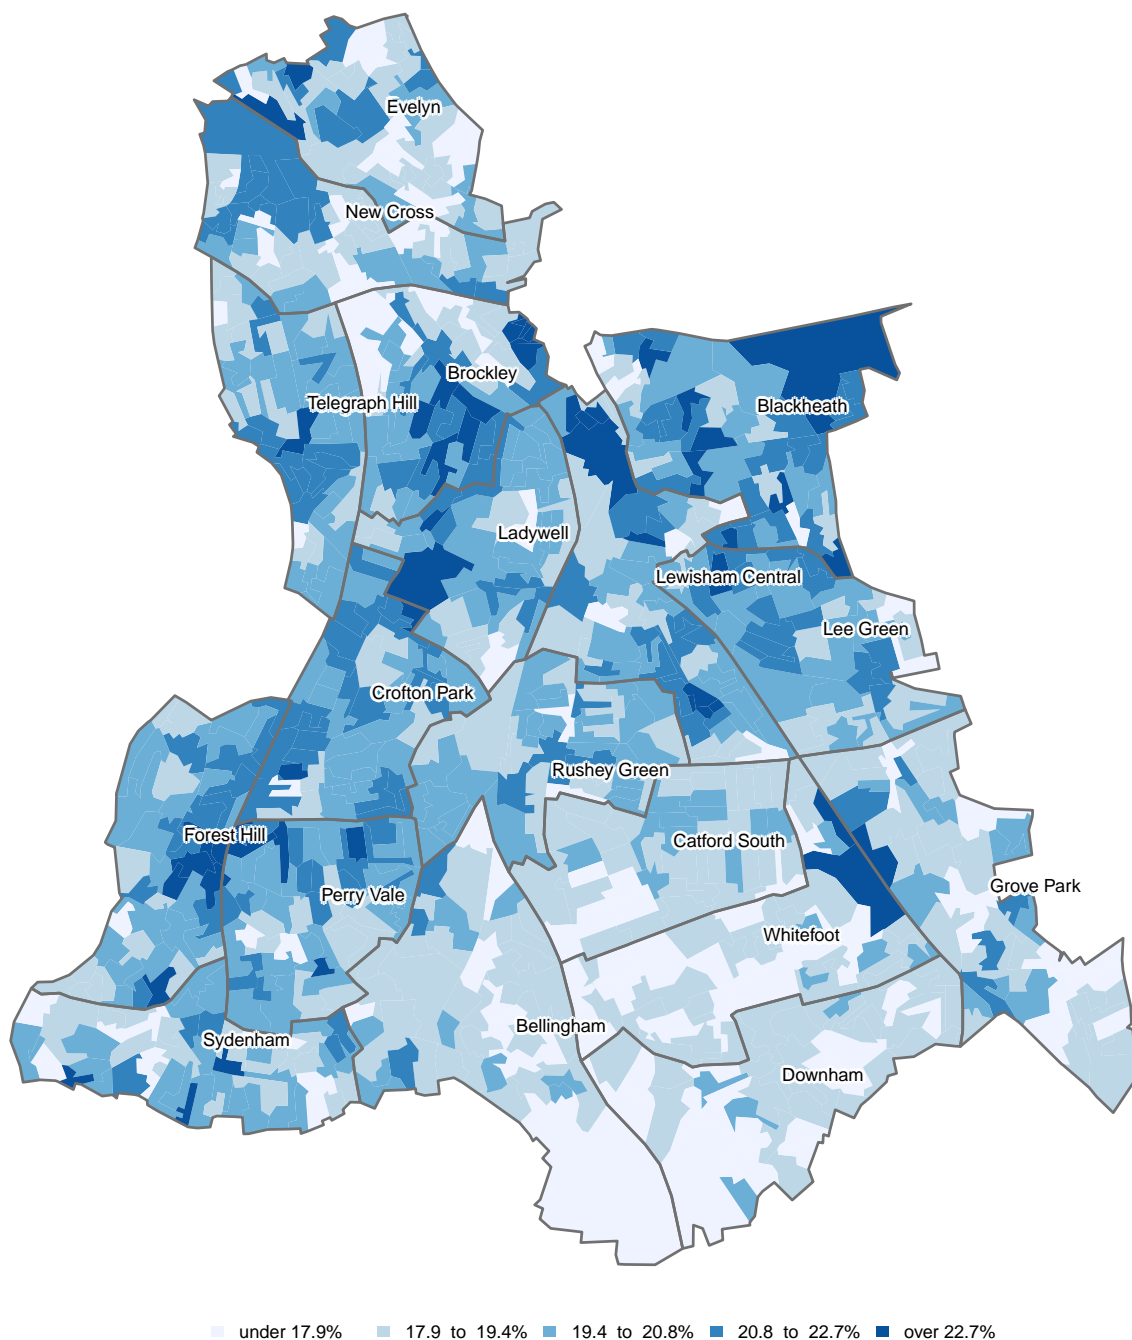 Evelyn
New Cross
Brockley
Telegraph Hill
Blackheath
Ladywell
Lewisham Central
Lee Green
Crofton Park
Rushey Green
Forest Hill
Catford South
Perry Vale
Grove Park
Whitefoot
Bellingham
Sydenham
Downham
under 17.9% 17.9 to 19.4% 19.4 to 20.8% 20.8 to 22.7% over 22.7%